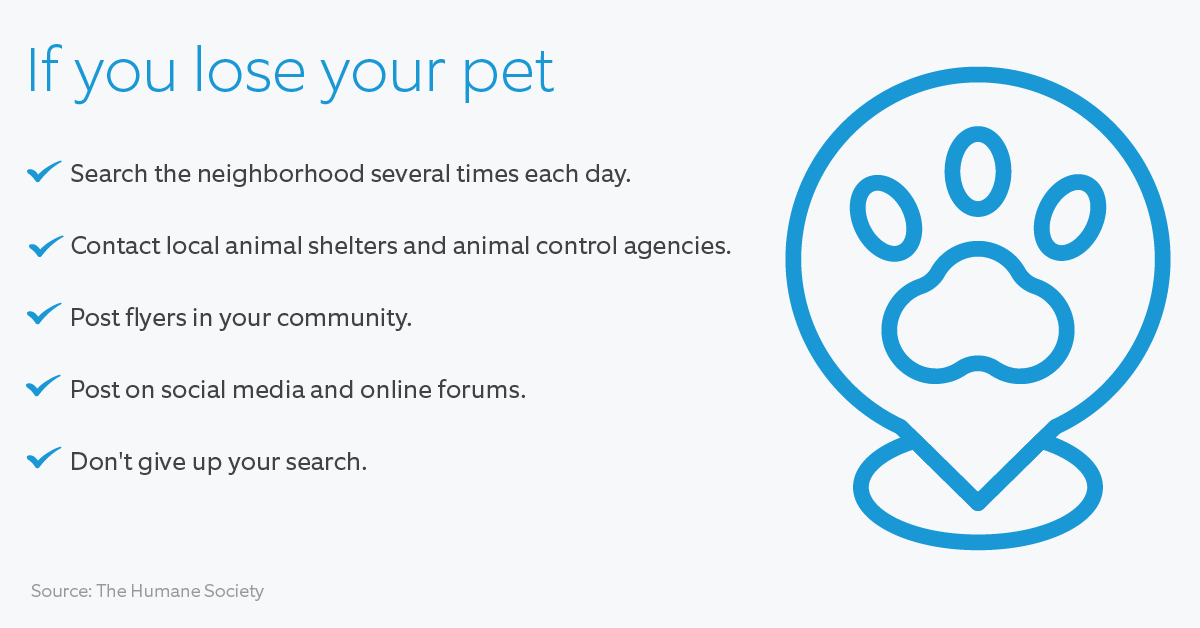 If you lose your pet
Search the neighborhood several times each day.
Contact local animal shelters and animal control agencies.
Post flyers in your community.
Post on social media and online forums.
Don't give up your search.
Source: The Humane Society